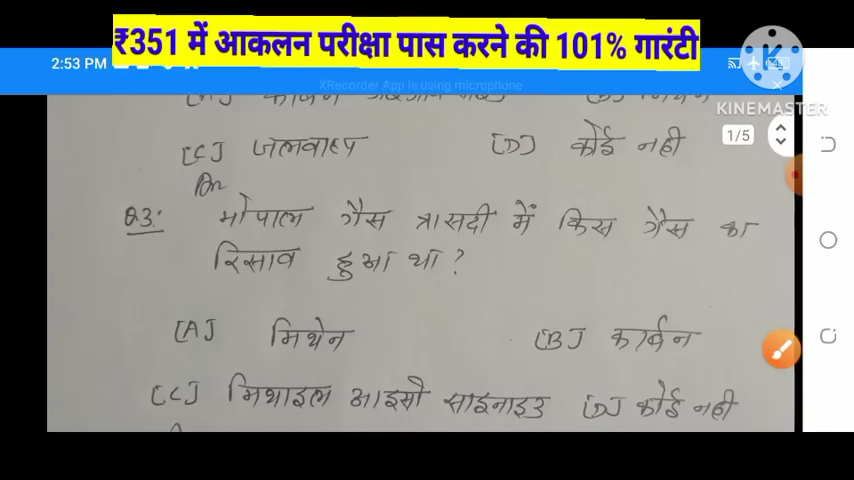 ₹351 में आकलन परीक्षा पास करने की 101% गारंटी
2:53 PM
XRecorder App is using microphone
KINEMASTER
1/5
[C] जलवाष्प [D] कोई नही
Ans
Q3: भोपाल गैस त्रासदी में किस गैस का
रिसाव हुआ था ?
[A] मिथेन [B] कार्बन
[C] मिथाइल आइसो साइनाइड [D] कोई नही